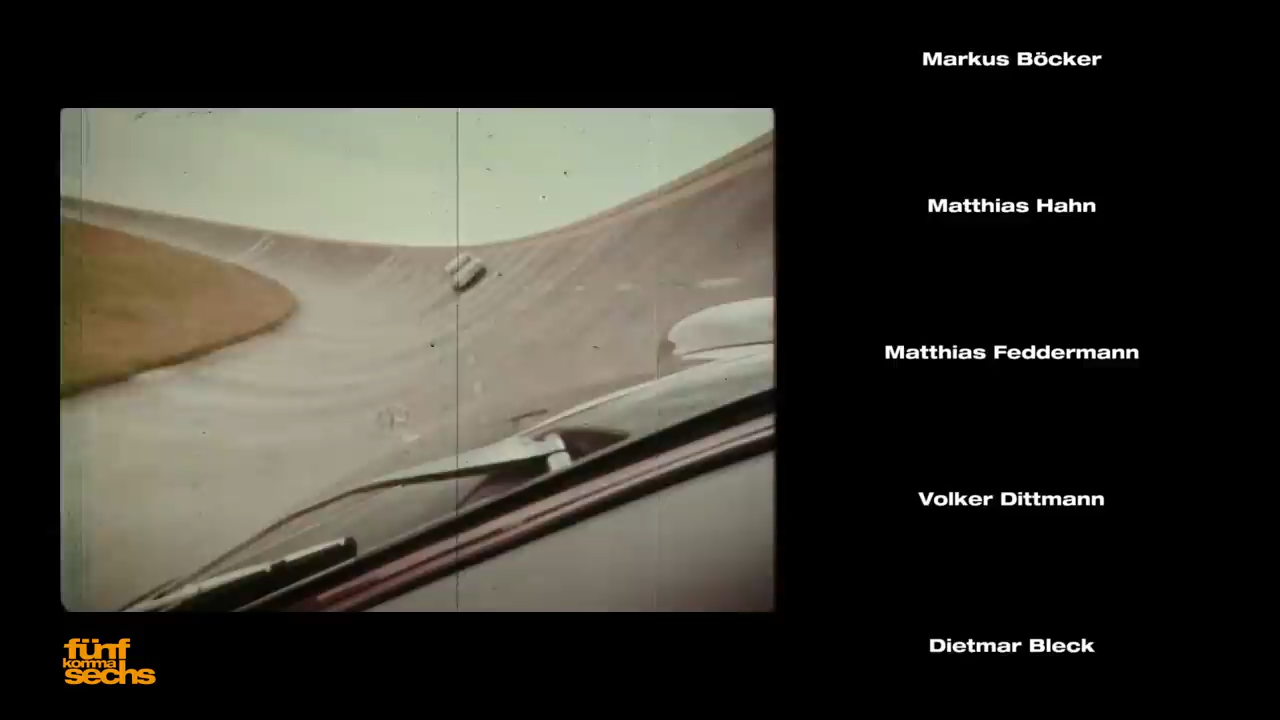 Markus Böcker
Matthias Hahn
Matthias Feddermann
Volker Dittmann
Dietmar Bleck
fünf
komma
sechs